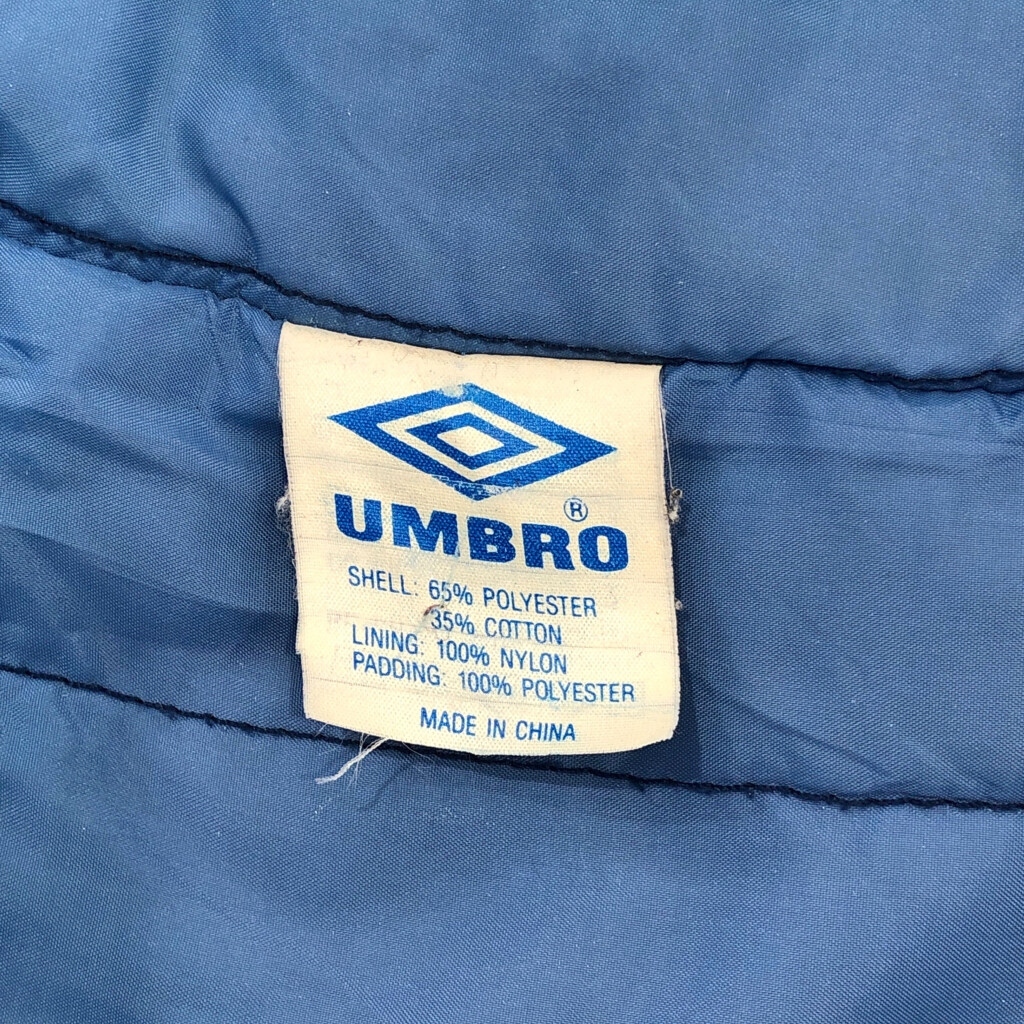 UMBRO®
SHELL: 65% POLYESTER
35% COTTON
LINING: 100% NYLON
PADDING: 100% POLYESTER
MADE IN CHINA